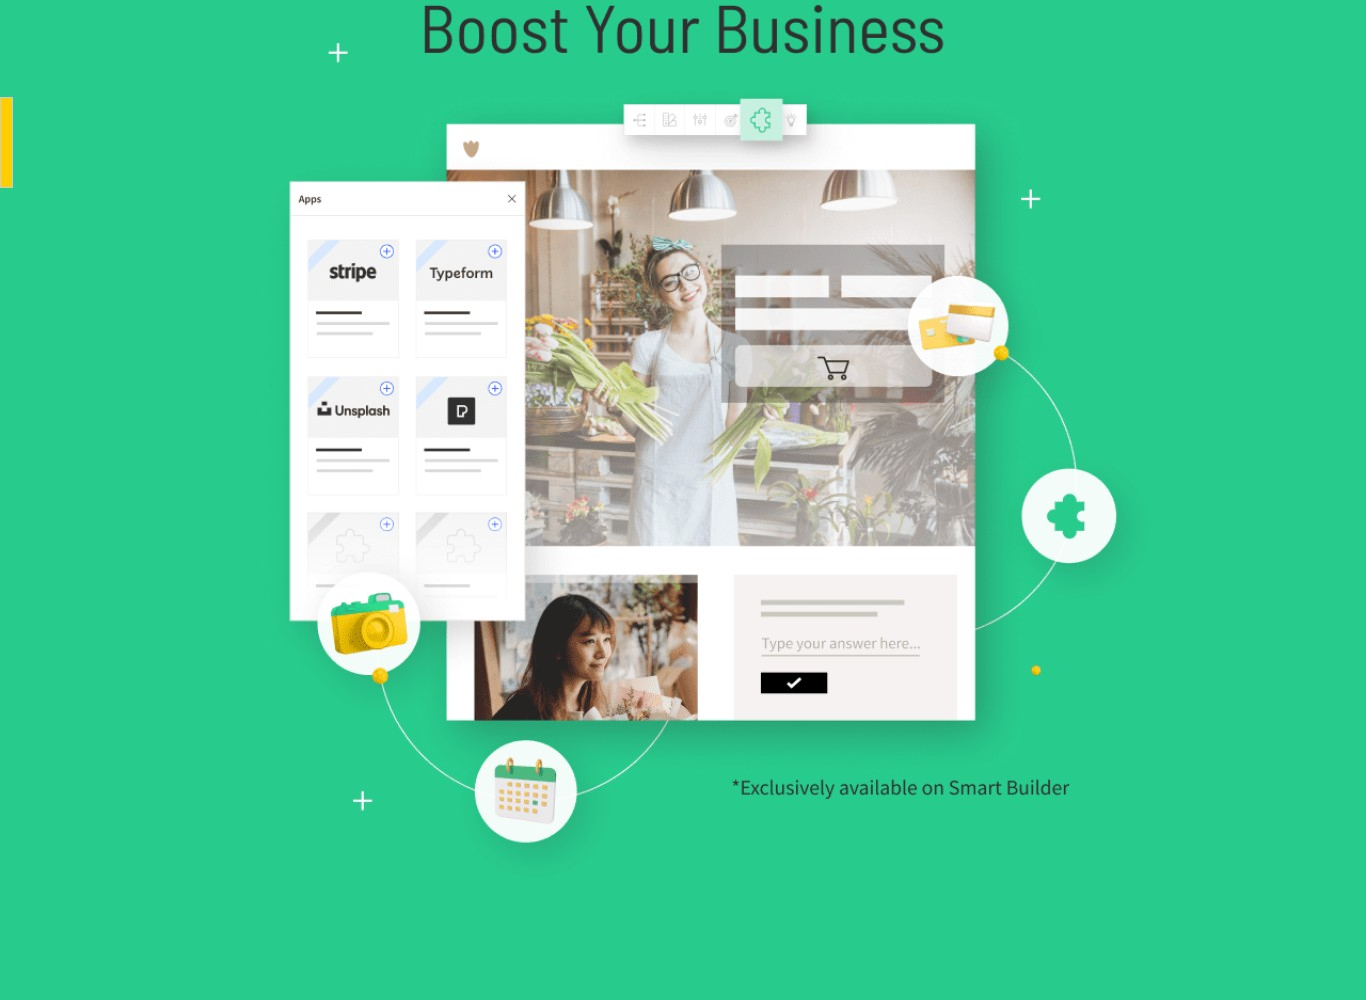 Boost Your Business
Apps
stripe
Typeform
Unsplash
Type your answer here...
*Exclusively available on Smart Builder